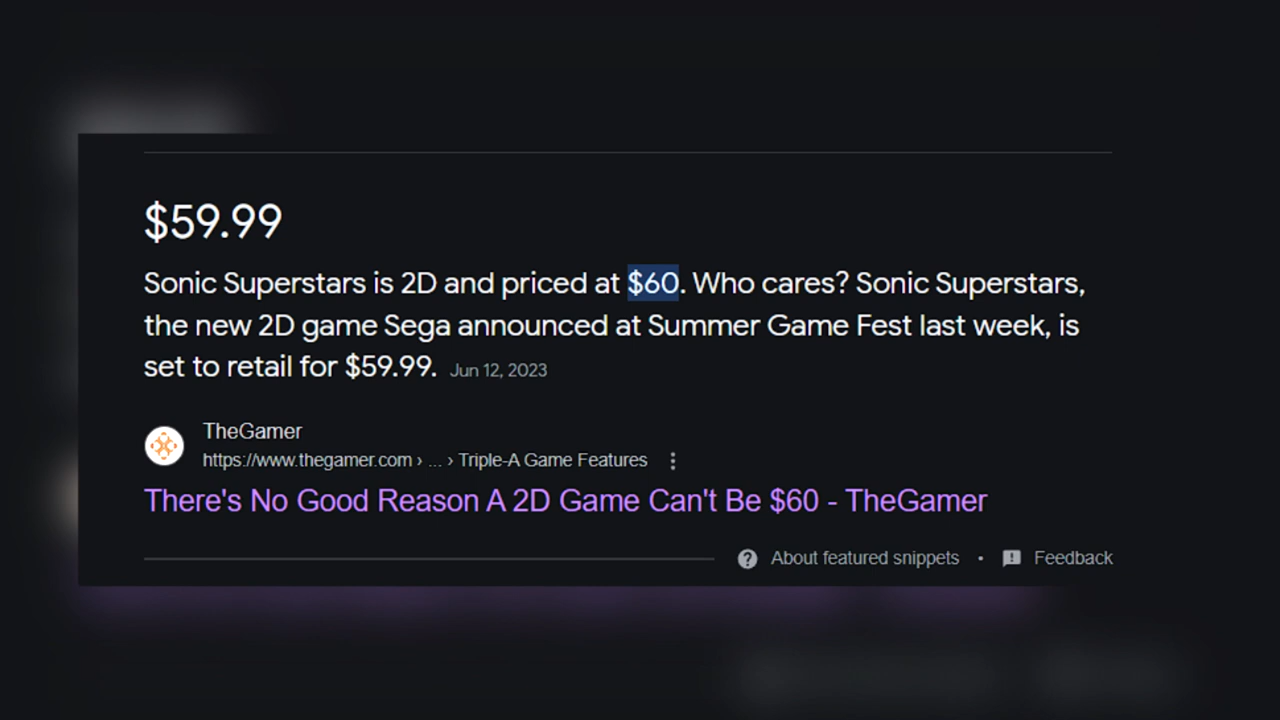 $59.99
Sonic Superstars is 2D and priced at $60. Who cares? Sonic Superstars,
the new 2D game Sega announced at Summer Game Fest last week, is
set to retail for $59.99. Jun 12, 2023
TheGamer
https://www.thegamer.com › ... › Triple-A Game Features
There's No Good Reason A 2D Game Can't Be $60 - TheGamer
About featured snippets • Feedback